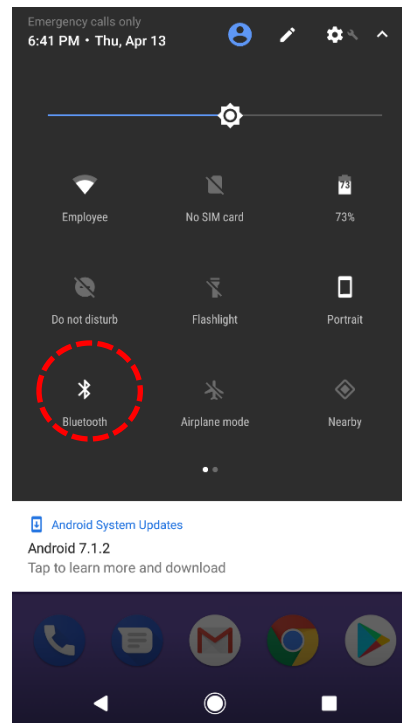 Emergency calls only
6:41 PM • Thu, Apr 13
Employee
No SIM card
73
73%
Do not disturb
Flashlight
Portrait
Bluetooth
Airplane mode
Nearby
Android System Updates
Android 7.1.2
Tap to learn more and download